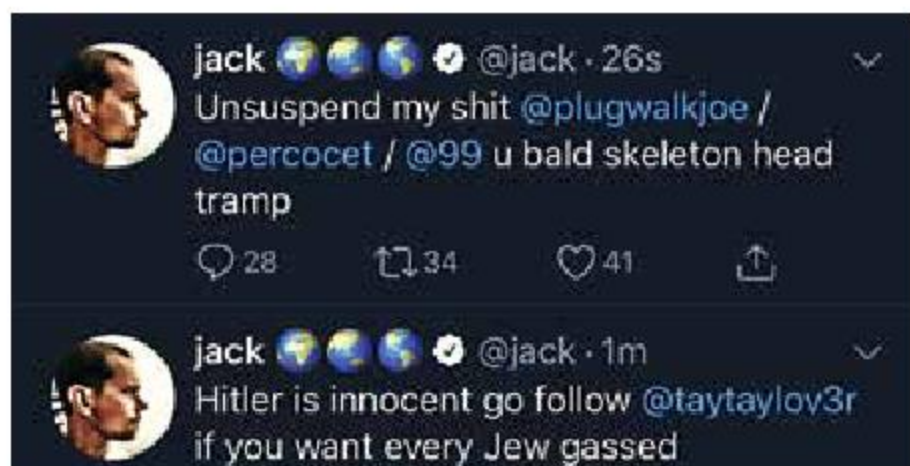 jack 🌍🌏🌎 @jack · 26s
Unsuspend my shit @plugwalkjoe /
@percocet / @99 u bald skeleton head
tramp
28 34 41
jack 🌍🌏🌎 @jack · 1m
Hitler is innocent go follow @taytaylov3r
if you want every Jew gassed